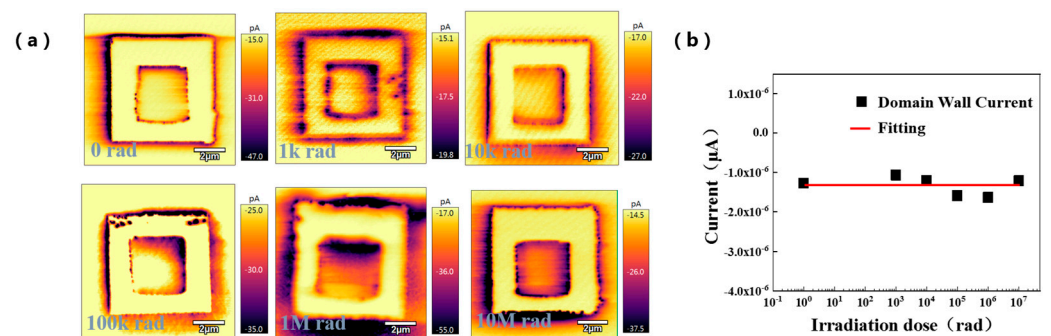 (a)
pA
-15.0
-31.0
-47.0
0 rad
2μm
pA
-15.1
-17.5
-19.8
1k rad
2μm
pA
-17.0
-22.0
-27.0
10k rad
2μm
pA
-25.0
-30.0
-35.0
100k rad
2μm
pA
-17.0
-36.0
-55.0
1M rad
2μm
pA
-14.5
-26.0
-37.5
10M rad
2μm
(b)
Current（μA）
1.0x10⁻⁶
0.0
-1.0x10⁻⁶
-2.0x10⁻⁶
-3.0x10⁻⁶
-4.0x10⁻⁶
Domain Wall Current
Fitting
10⁻¹ 10⁰ 10¹ 10² 10³ 10⁴ 10⁵ 10⁶ 10⁷
Irradiation dose（rad）